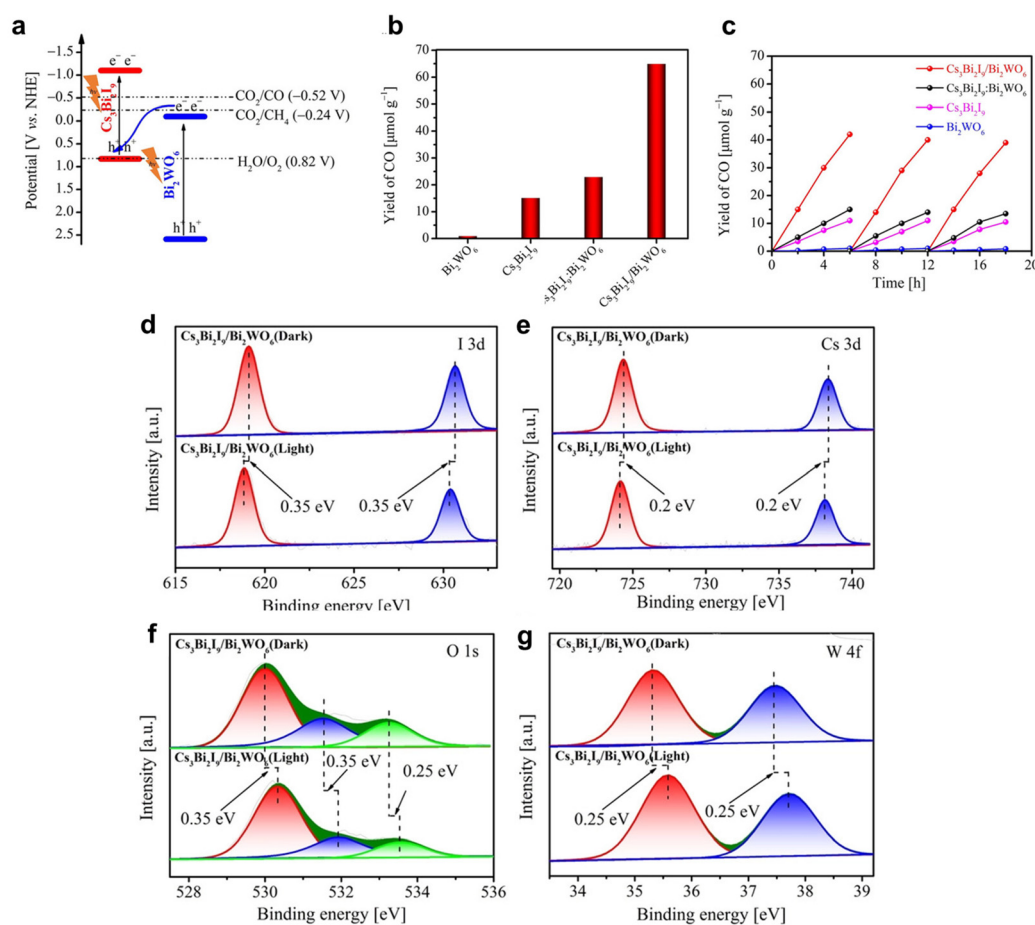 a
Potential [V vs. NHE]
−1.5
−1.0
−0.5
0.0
0.5
1.0
1.5
2.0
2.5
e⁻ e⁻
Cs₃Bi₂I₉
h⁺ h⁺
e⁻ e⁻
Bi₂WO₆
h⁺ h⁺
CO₂/CO (−0.52 V)
CO₂/CH₄ (−0.24 V)
H₂O/O₂ (0.82 V)
b
Yield of CO [μmol g⁻¹]
70
60
50
40
30
20
10
0
Bi₂WO₆
Cs₃Bi₂I₉
s₃Bi₂I₉:Bi₂WO₆
Cs₃Bi₂I₉/Bi₂WO₆
c
Yield of CO [μmol g⁻¹]
70
60
50
40
30
20
10
0
Cs₃Bi₂I₉/Bi₂WO₆
Cs₃Bi₂I₉:Bi₂WO₆
Cs₃Bi₂I₉
Bi₂WO₆
0 4 8 12 16 20
Time [h]
d
Cs₃Bi₂I₉/Bi₂WO₆(Dark)
I 3d
Cs₃Bi₂I₉/Bi₂WO₆(Light)
0.35 eV
0.35 eV
Intensity [a.u.]
615 620 625 630
Binding energy [eV]
e
Cs₃Bi₂I₉/Bi₂WO₆(Dark)
Cs 3d
Cs₃Bi₂I₉/Bi₂WO₆(Light)
0.2 eV
0.2 eV
Intensity [a.u.]
720 725 730 735 740
Binding energy [eV]
f
Cs₃Bi₂I₉/Bi₂WO₆(Dark)
O 1s
Cs₃Bi₂I₉/Bi₂WO₆(Light)
0.35 eV
0.35 eV
0.25 eV
Intensity [a.u.]
528 530 532 534 536
Binding energy [eV]
g
Cs₃Bi₂I₉/Bi₂WO₆(Dark)
W 4f
Cs₃Bi₂I₉/Bi₂WO₆(Light)
0.25 eV
0.25 eV
Intensity [a.u.]
34 35 36 37 38 39
Binding energy [eV]